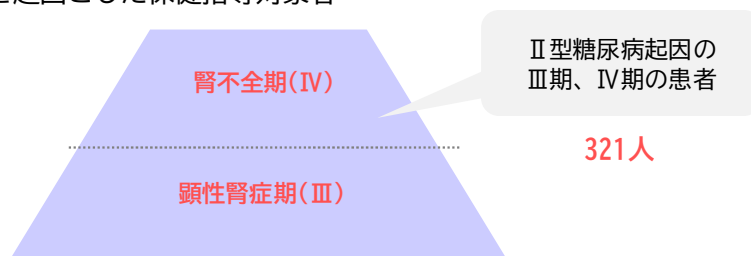 起因とした保健指導対象者
Ⅱ型糖尿病起因の
Ⅲ期、Ⅳ期の患者
腎不全期(Ⅳ)
321人
顕性腎症期(Ⅲ)